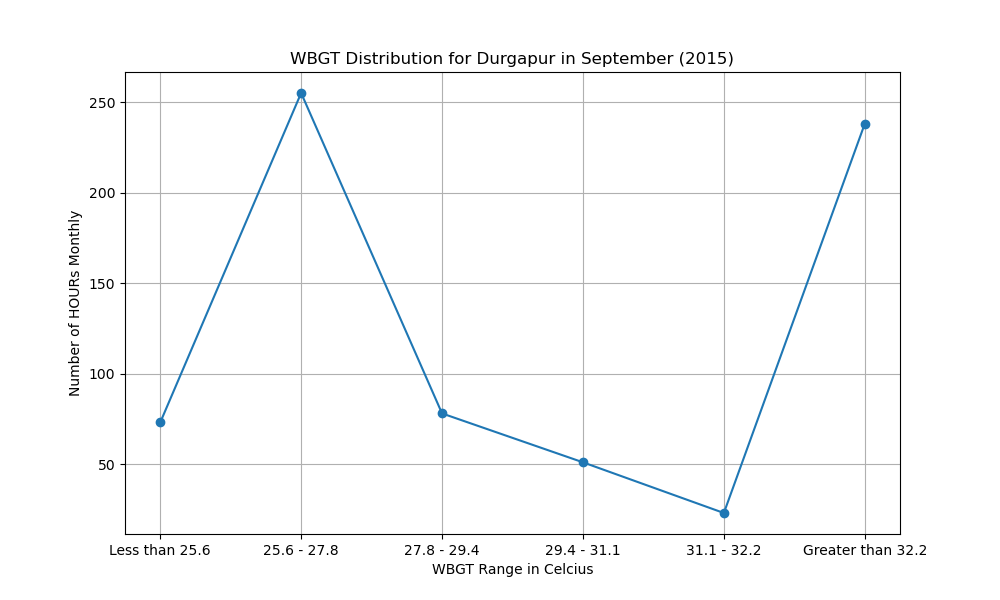 WBGT Distribution for Durgapur in September (2015)
Number of HOURs Monthly
250
200
150
100
50
Less than 25.6
25.6 - 27.8
27.8 - 29.4
29.4 - 31.1
31.1 - 32.2
Greater than 32.2
WBGT Range in Celcius